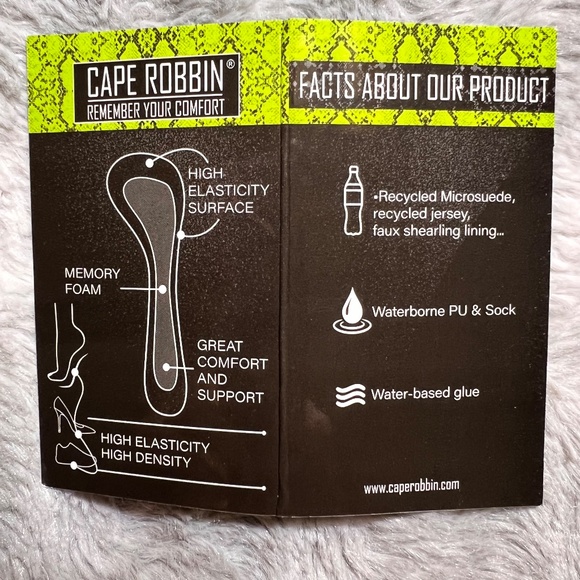 CAPE ROBBIN®
REMEMBER YOUR COMFORT
HIGH
ELASTICITY
SURFACE
MEMORY
FOAM
GREAT
COMFORT
AND
SUPPORT
HIGH ELASTICITY
HIGH DENSITY
FACTS ABOUT OUR PRODUCT
•Recycled Microsuede,
recycled jersey,
faux shearling lining...
Waterborne PU & Sock
Water-based glue
www.caperobbin.com